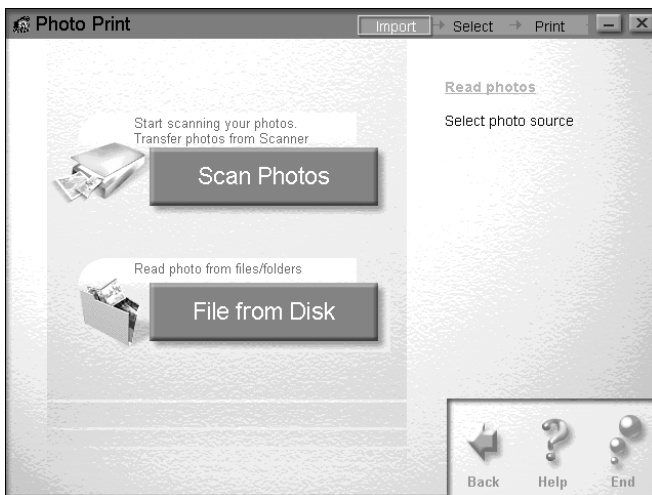 Photo Print
Import Select Print
Read photos
Select photo source
Start scanning your photos.
Transfer photos from Scanner
Scan Photos
Read photo from files/folders
File from Disk
Back Help End